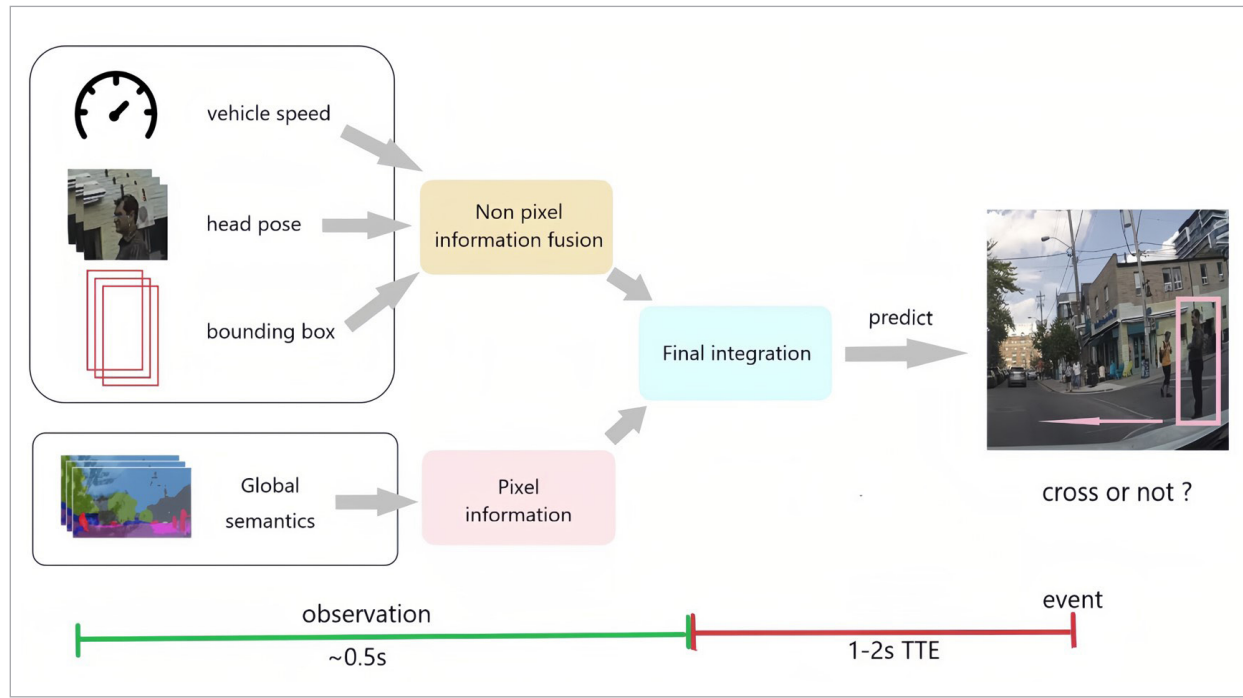 vehicle speed
head pose
bounding box
Non pixel
information fusion
Final integration
predict
Global
semantics
Pixel
information
cross or not ?
observation
~0.5s
event
1-2s TTE